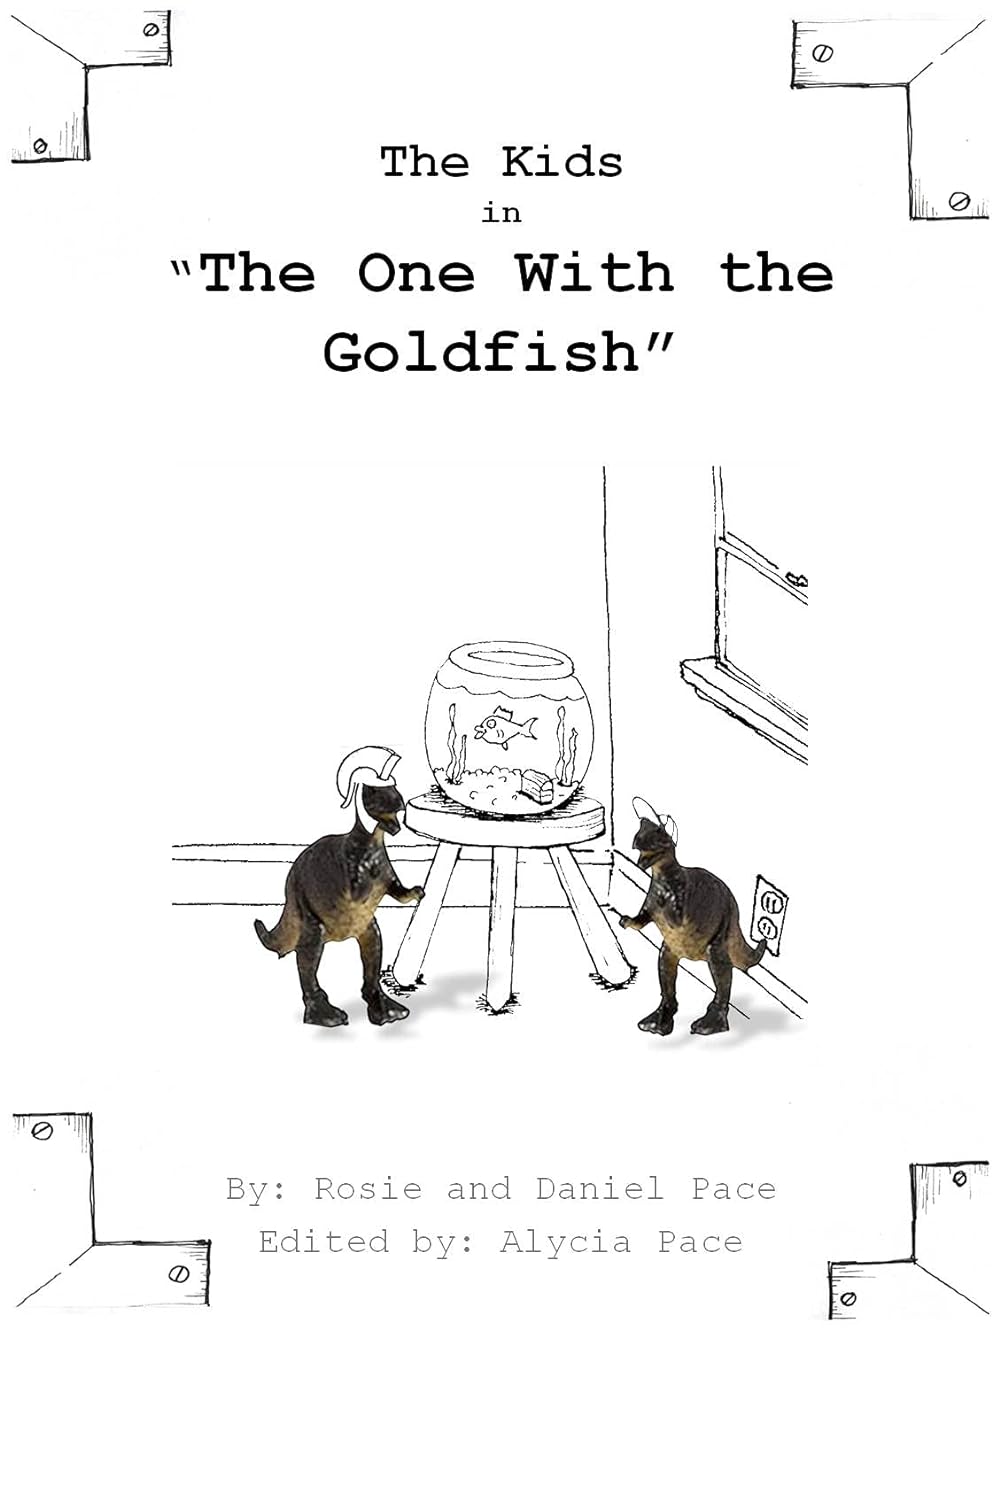 The Kids
in
“The One With the
Goldfish”
By: Rosie and Daniel Pace
Edited by: Alycia Pace